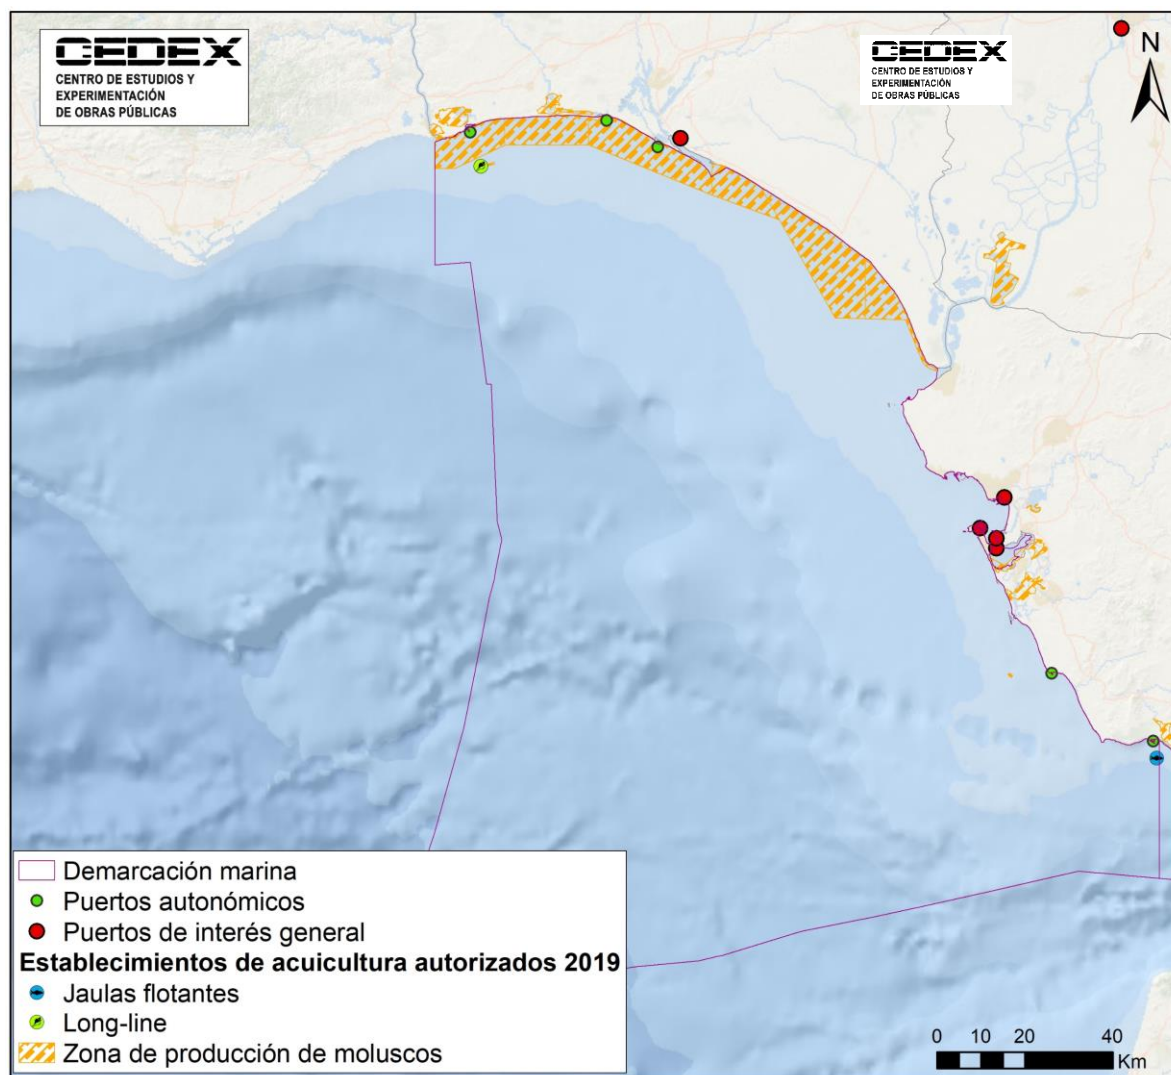 CEDEX
CENTRO DE ESTUDIOS Y
EXPERIMENTACIÓN
DE OBRAS PÚBLICAS
CEDEX
CENTRO DE ESTUDIOS Y
EXPERIMENTACIÓN
DE OBRAS PÚBLICAS
N
Demarcación marina
Puertos autonómicos
Puertos de interés general
Establecimientos de acuicultura autorizados 2019
Jaulas flotantes
Long-line
Zona de producción de moluscos
0 10 20 40
Km